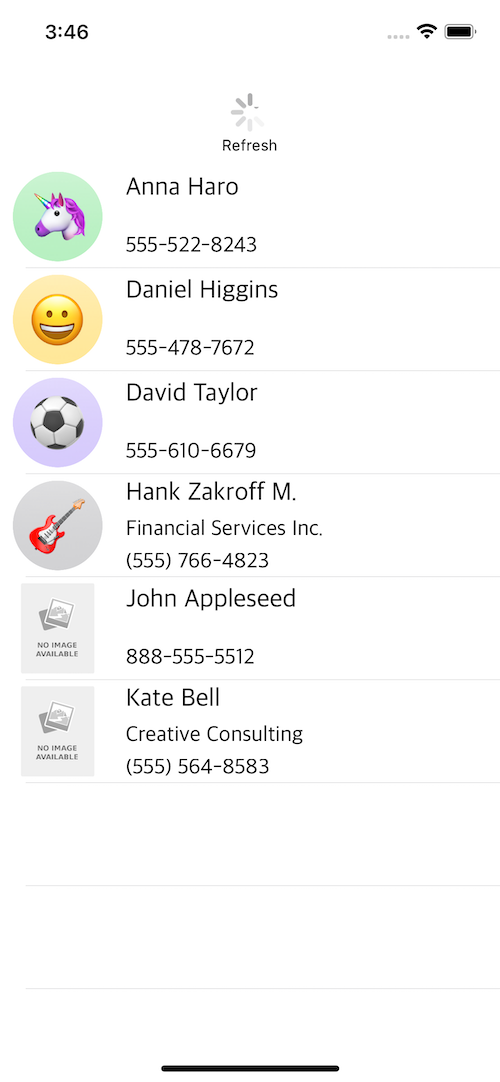 3:46
Refresh
Anna Haro
555-522-8243
Daniel Higgins
555-478-7672
David Taylor
555-610-6679
Hank Zakroff M.
Financial Services Inc.
(555) 766-4823
John Appleseed
NO IMAGE
AVAILABLE
888-555-5512
Kate Bell
Creative Consulting
NO IMAGE
AVAILABLE
(555) 564-8583